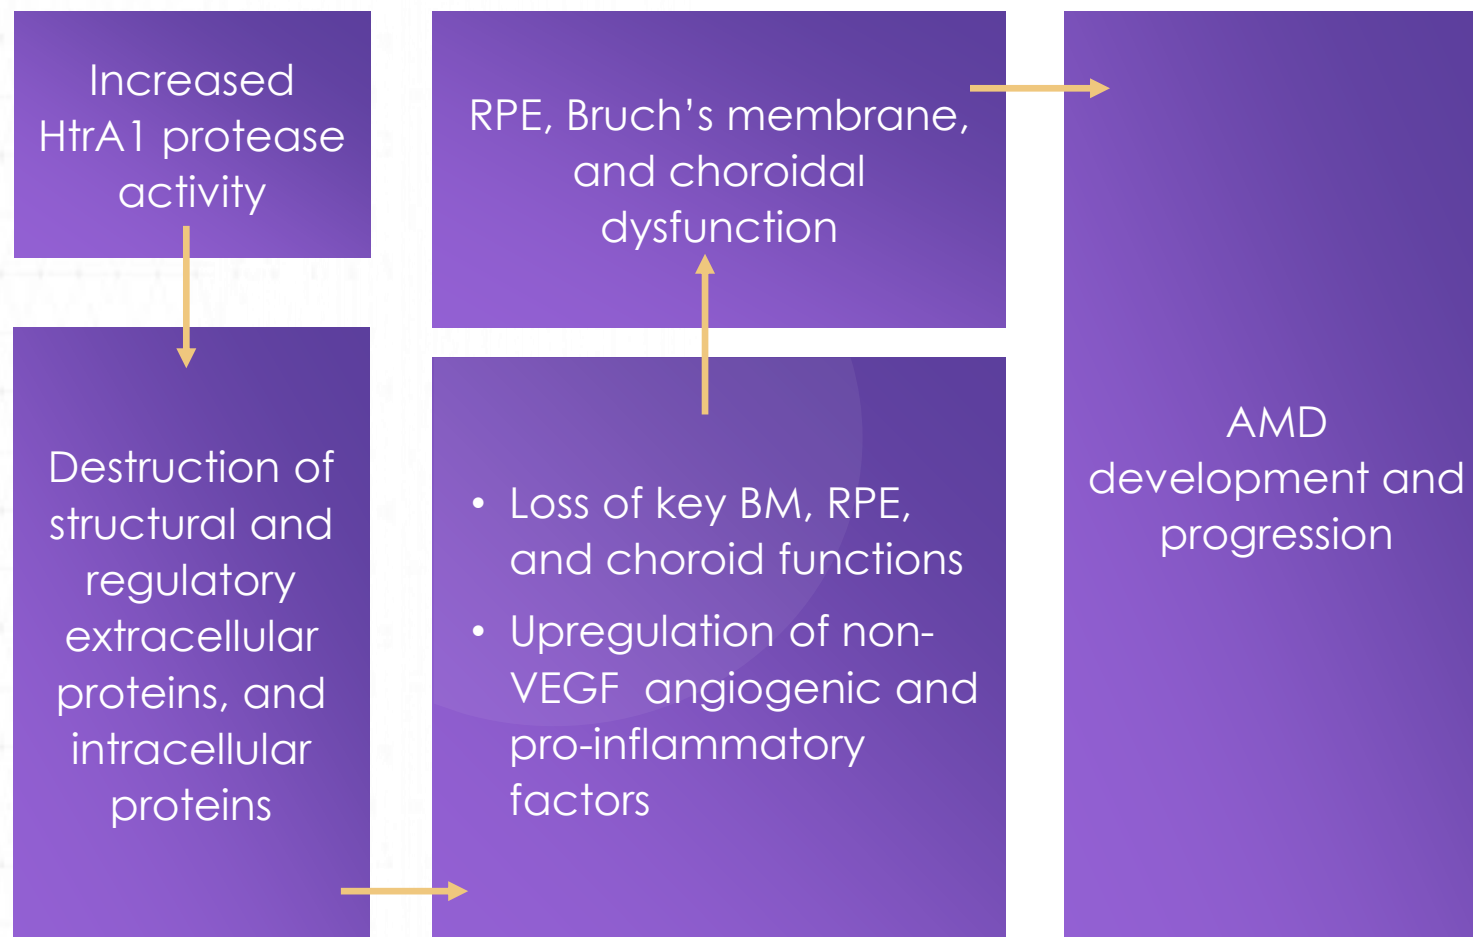 Increased
HtrA1 protease
activity
Destruction of
structural and
regulatory
extracellular
proteins, and
intracellular
proteins
• Loss of key BM, RPE,
and choroid functions
• Upregulation of non-
VEGF  angiogenic and
pro-inflammatory
factors
RPE, Bruch’s membrane,
and choroidal
dysfunction
AMD
development and
progression